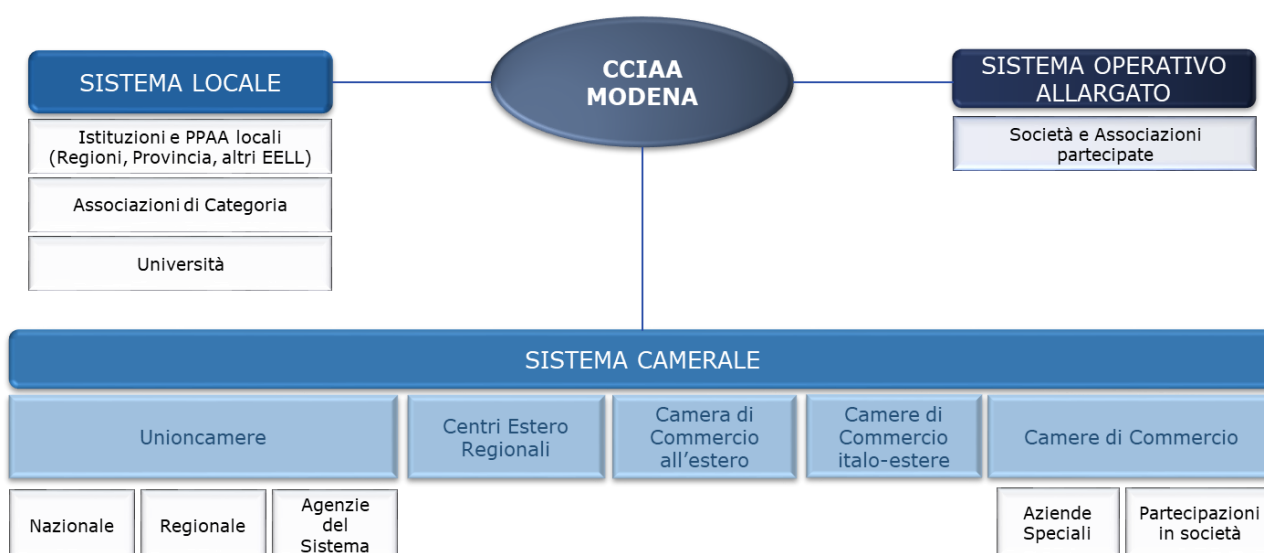 CCIAA
MODENA
SISTEMA LOCALE
Istituzioni e PPAA locali
(Regioni, Provincia, altri EELL)
Associazioni di Categoria
Università
SISTEMA OPERATIVO
ALLARGATO
Società e Associazioni
partecipate
SISTEMA CAMERALE
Unioncamere
Centri Estero
Regionali
Camera di
Commercio
all'estero
Camere di
Commercio
italo-estere
Camere di Commercio
Nazionale
Regionale
Agenzie
del
Sistema
Aziende
Speciali
Partecipazioni
in società